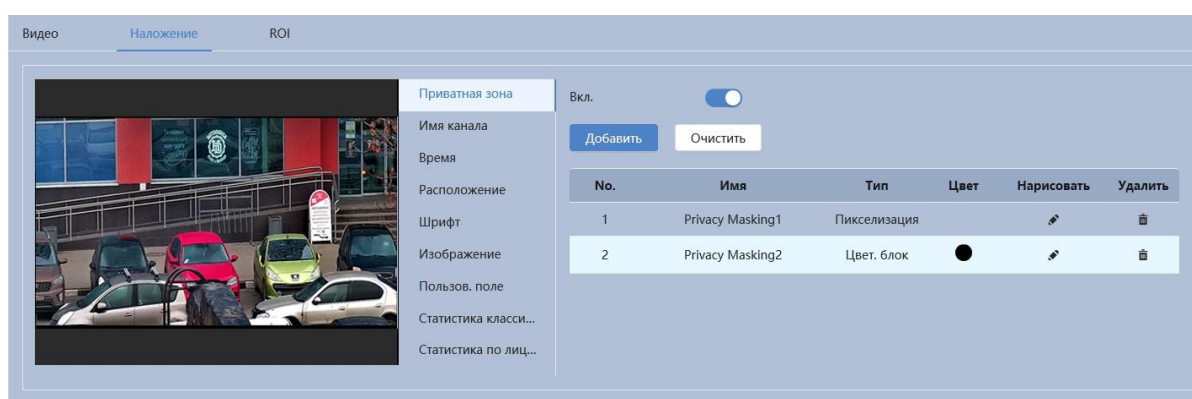 Видео Наложение ROI
Приватная зона
Имя канала
Время
Расположение
Шрифт
Изображение
Пользов. поле
Статистика класси...
Статистика по лиц...
Вкл.
Добавить Очистить
No. Имя Тип Цвет Нарисовать Удалить
1 Privacy Masking1 Пикселизация
2 Privacy Masking2 Цвет. блок